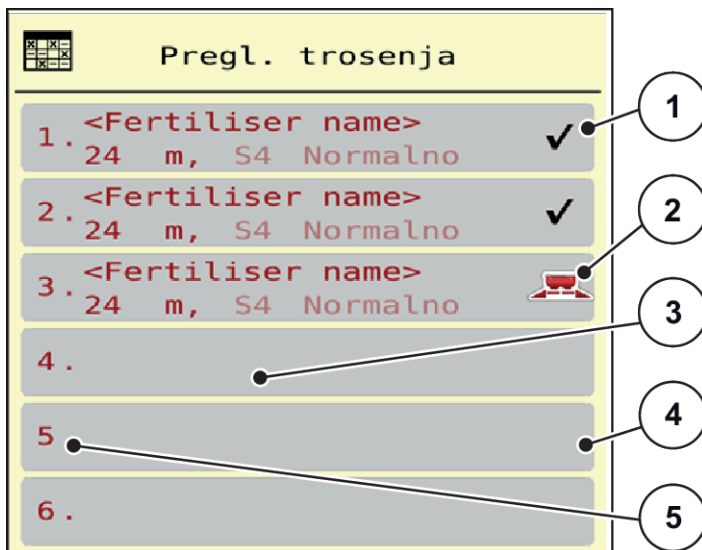 Pregl. trosenja
1. <Fertiliser name>
24 m, S4 Normalno
2. <Fertiliser name>
24 m, S4 Normalno
3. <Fertiliser name>
24 m, S4 Normalno
4.
5
6.
1
2
3
4
5